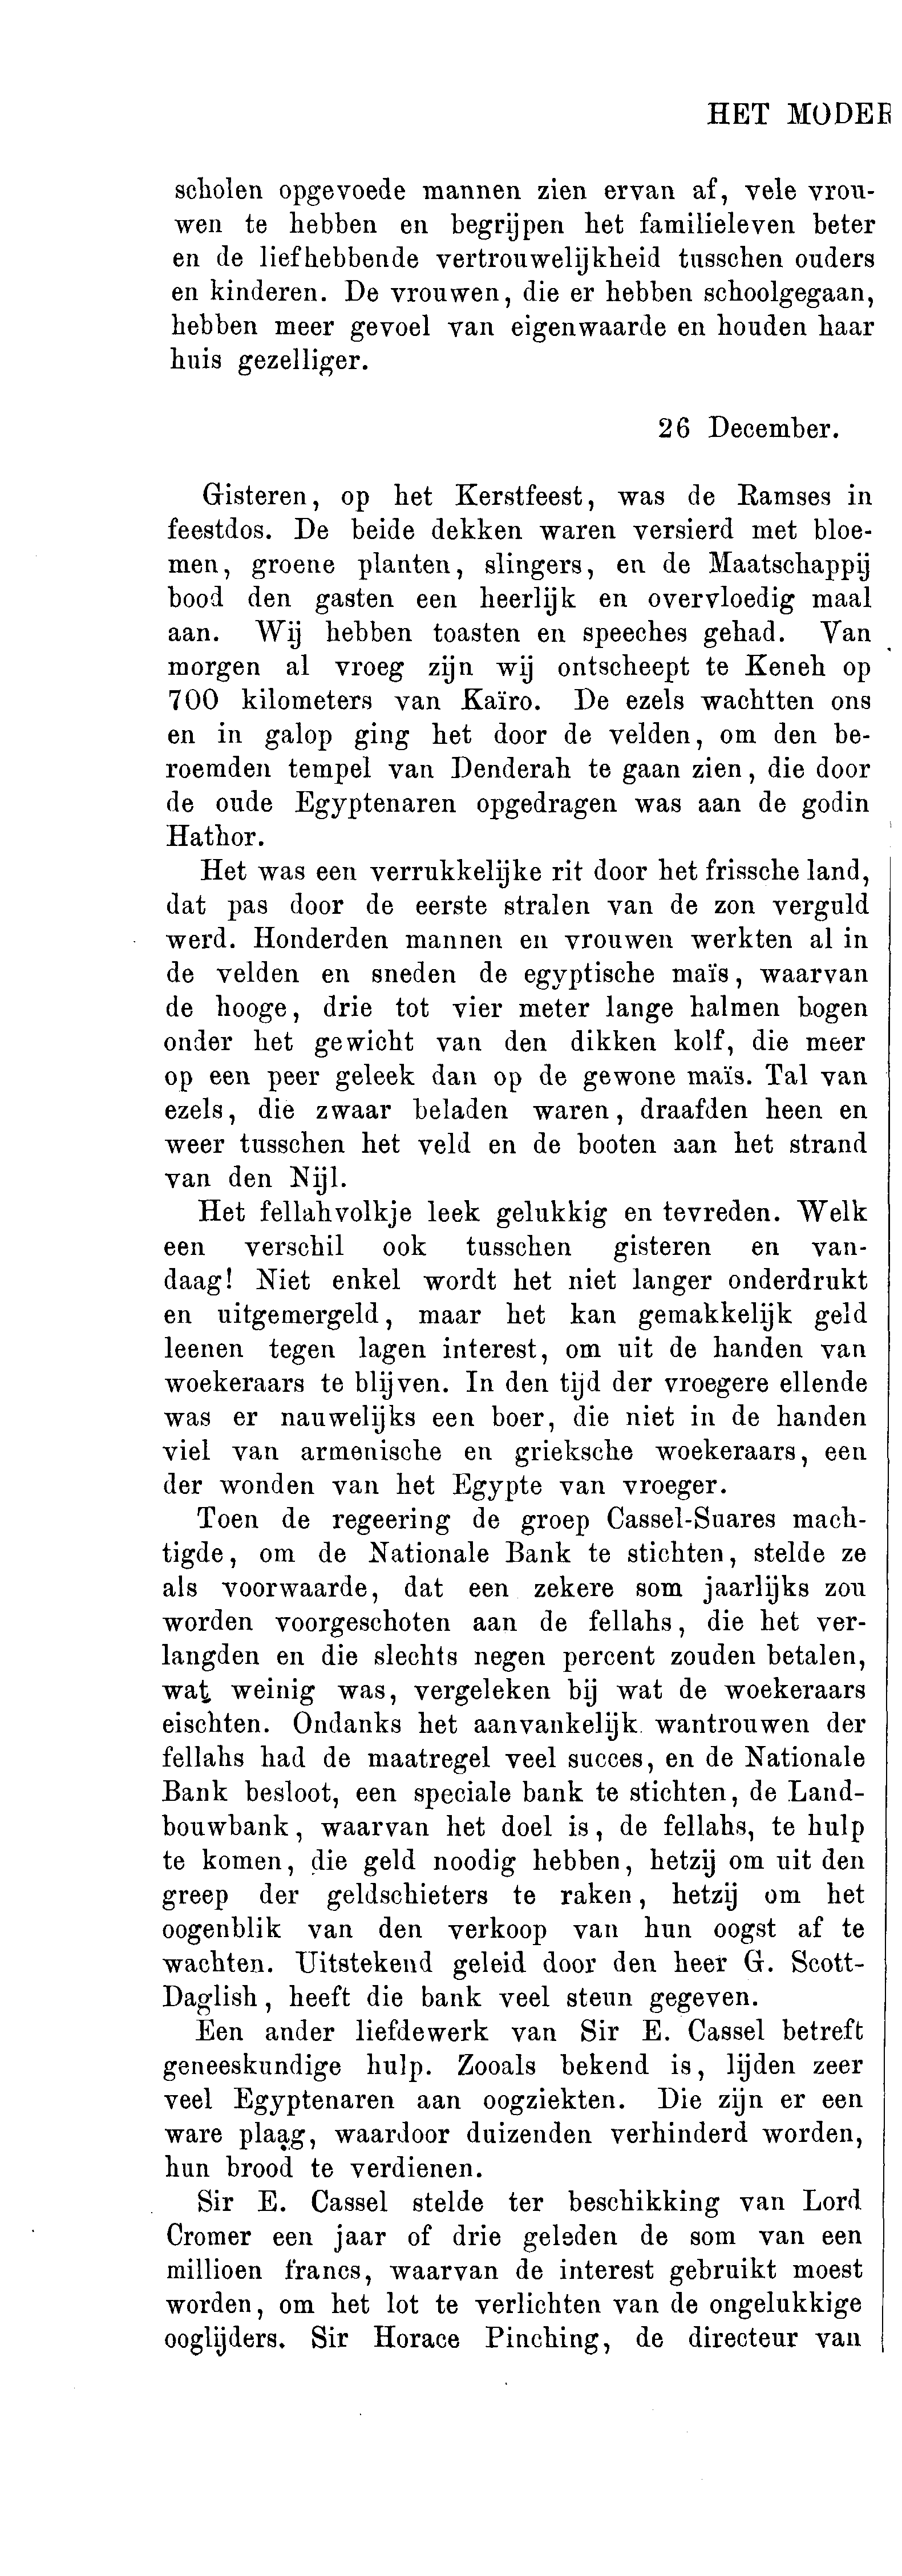 HET MODER
scholen opgevoede mannen zien ervan af, vele vrou-
wen te hebben en begrijpen het familieleven beter
en de liefhebbende vertrouwelijkheid tusschen ouders
en kinderen. De vrouwen, die er hebben schoolgegaan,
hebben meer gevoel van eigenwaarde en houden haar
huis gezelliger.
26 December.
Gisteren, op het Kerstfeest, was de Ramses in
feestdos. De beide dekken waren versierd met bloe-
men, groene planten, slingers, en de Maatschappij
bood den gasten een heerlijk en overvloedig maal
aan. Wij hebben toasten en speeches gehad. Van
morgen al vroeg zijn wij ontscheept te Keneh op
700 kilometers van Kaïro. De ezels wachtten ons
en in galop ging het door de velden, om den be-
roemden tempel van Denderah te gaan zien, die door
de oude Egyptenaren opgedragen was aan de godin
Hathor.
Het was een verrukkelijke rit door het frissche land,
dat pas door de eerste stralen van de zon verguld
werd. Honderden mannen en vrouwen werkten al in
de velden en sneden de egyptische maïs, waarvan
de hooge, drie tot vier meter lange halmen bogen
onder het gewicht van den dikken kolf, die meer
op een peer geleek dan op de gewone maïs. Tal van
ezels, die zwaar beladen waren, draafden heen en
weer tusschen het veld en de booten aan het strand
van den Nijl.
Het fellahvolkje leek gelukkig en tevreden. Welk
een verschil ook tusschen gisteren en van-
daag! Niet enkel wordt het niet langer onderdrukt
en uitgemergeld, maar het kan gemakkelijk geld
leenen tegen lagen interest, om uit de handen van
woekeraars te blijven. In den tijd der vroegere ellende
was er nauwelijks een boer, die niet in de handen
viel van armenische en grieksche woekeraars, een
der wonden van het Egypte van vroeger.
Toen de regeering de groep Cassel-Suares mach-
tigde, om de Nationale Bank te stichten, stelde ze
als voorwaarde, dat een zekere som jaarlijks zou
worden voorgeschoten aan de fellahs, die het ver-
langden en die slechts negen percent zouden betalen,
wat weinig was, vergeleken bij wat de woekeraars
eischten. Ondanks het aanvankelijk wantrouwen der
fellahs had de maatregel veel succes, en de Nationale
Bank besloot, een speciale bank te stichten, de Land-
bouwbank, waarvan het doel is, de fellahs, te hulp
te komen, die geld noodig hebben, hetzij om uit den
greep der geldschieters te raken, hetzij om het
oogenblik van den verkoop van hun oogst af te
wachten. Uitstekend geleid door den heer G. Scott-
Daglish, heeft die bank veel steun gegeven.
Een ander liefdewerk van Sir E. Cassel betreft
geneeskundige hulp. Zooals bekend is, lijden zeer
veel Egyptenaren aan oogziekten. Die zijn er een
ware plaag, waardoor duizenden verhinderd worden,
hun brood te verdienen.
Sir E. Cassel stelde ter beschikking van Lord
Cromer een jaar of drie geleden de som van een
millioen francs, waarvan de interest gebruikt moest
worden, om het lot te verlichten van de ongelukkige
ooglijders. Sir Horace Pinching, de directeur van